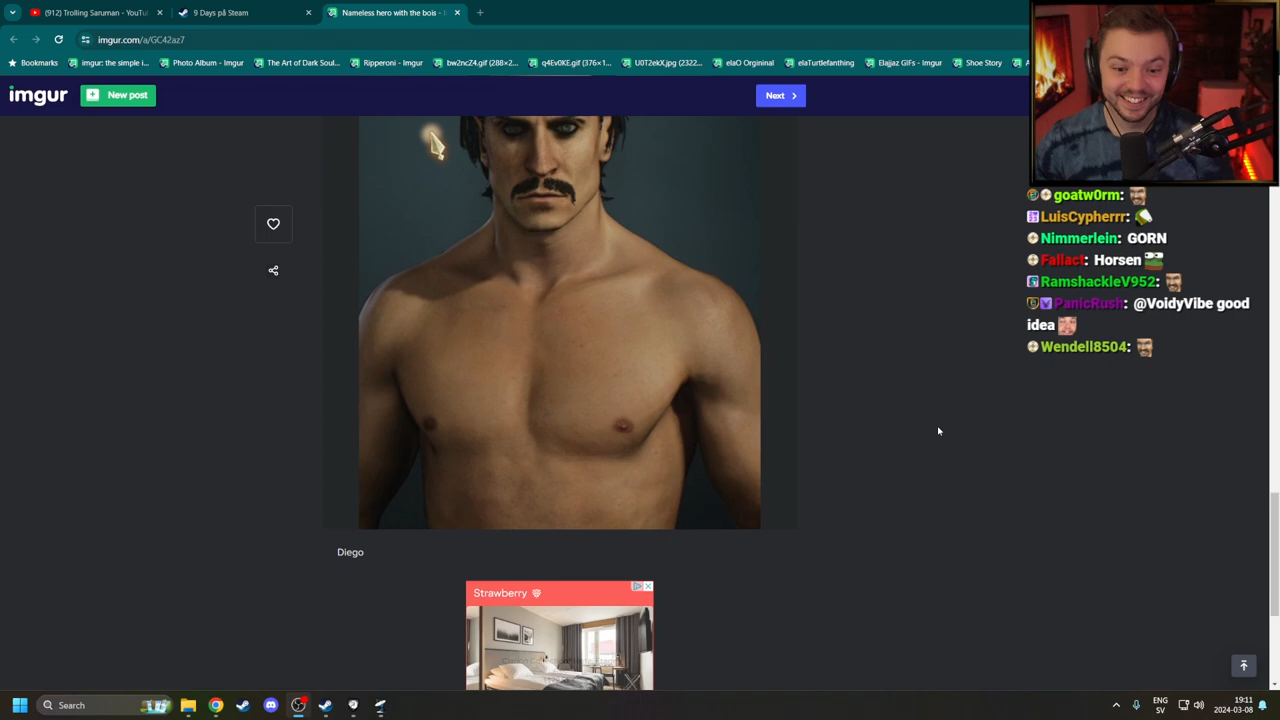 (912) Trolling Saruman - YouTu
9 Days på Steam
Nameless hero with the bois -
imgur.com/a/GC42az7
Bookmarks
imgur: the simple i...
Photo Album - Imgur
The Art of Dark Soul...
Ripperoni - Imgur
bw2ncZ4.gif (288×2...
q4Ev0KE.gif (376×1...
U0T2ekX.jpg (2322...
elaO Orgininal
elaTurtlefanthing
Elajjaz GIFs - Imgur
Shoe Story
imgur
New post
Next
goatw0rm:
LuisCypherrr:
Nimmerlein: GORN
Fallact: Horsen
RamshackleV952:
PanicRush: @VoidyVibe good
idea
Wendell8504:
Diego
Strawberry
Search
ENG
SV
19:11
2024-03-08